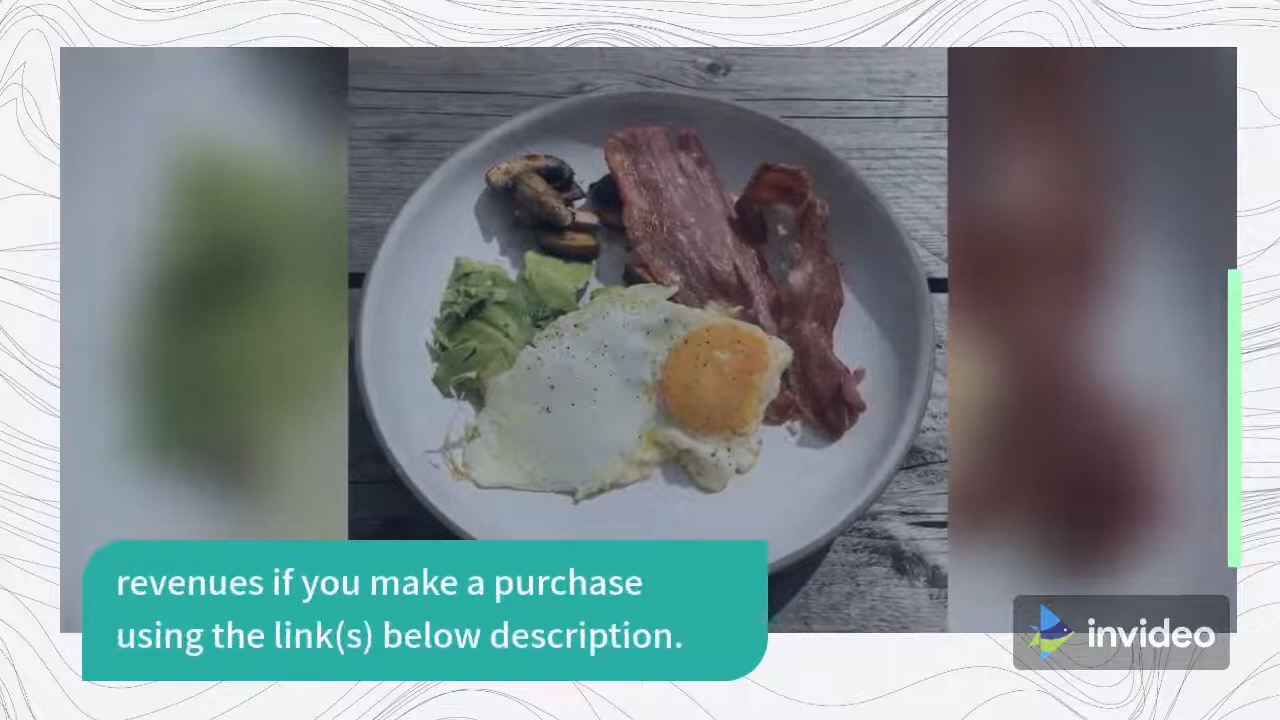 revenues if you make a purchase
using the link(s) below description.
invideo